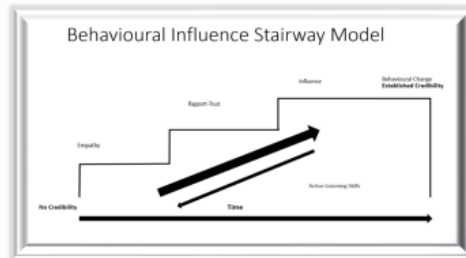 Behavioural Influence Stairway Model
Influence
Behavioural Change
Established Credibility
Rapport-Trust
Empathy
Active Listening Skills
No Credibility
Time